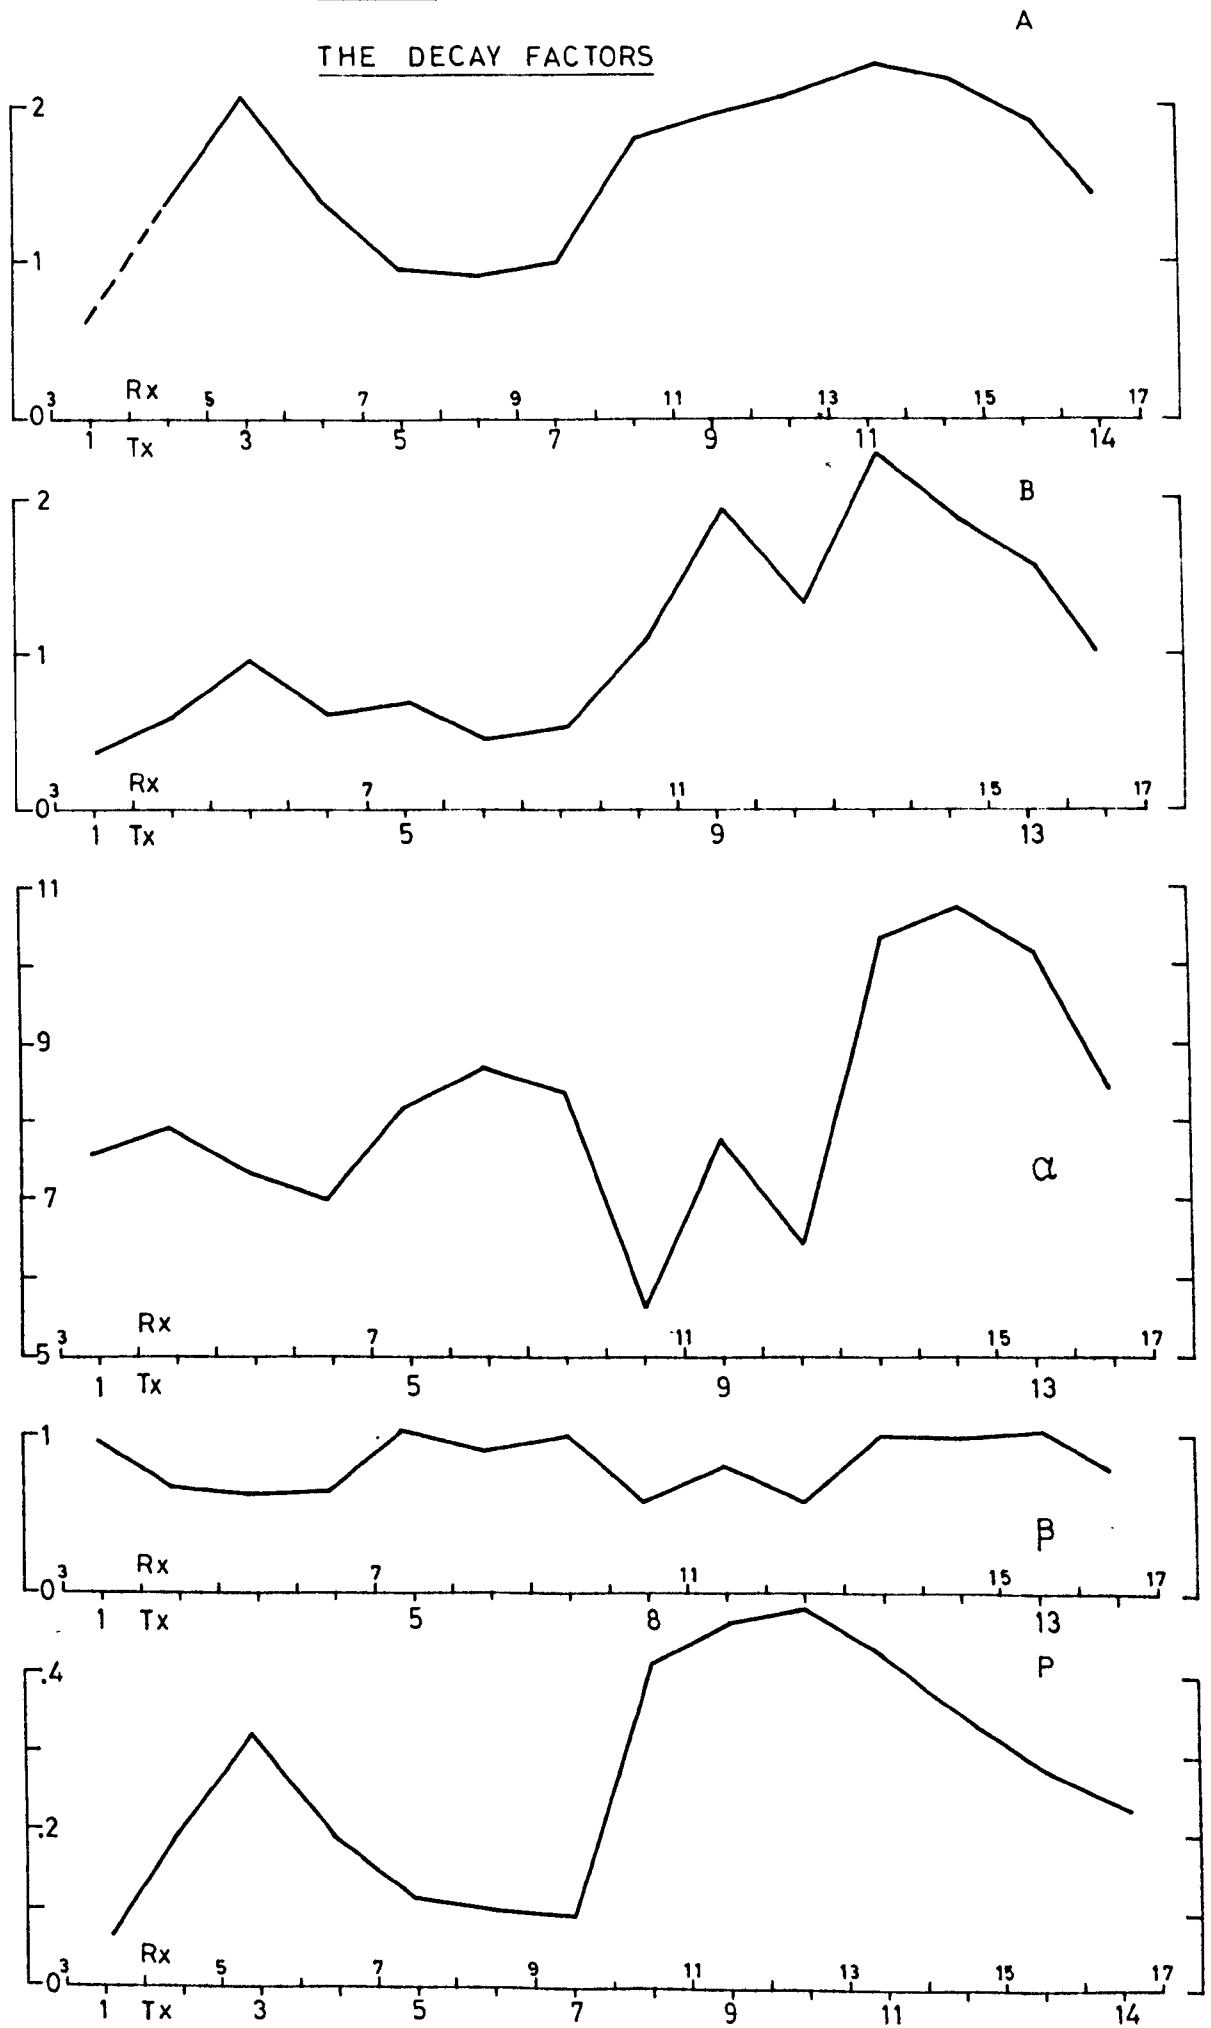 THE DECAY FACTORS
A
2
1
0
3 Rx 5 7 9 11 13 15 17
1 Tx 3 5 7 9 11 14
B
2
1
0
3 Rx 7 11 15 17
1 Tx 5 9 13
11
9
7
α
5
3 Rx 7 11 15 17
1 Tx 5 9 13
1
β
0
3 Rx 7 11 15 17
1 Tx 5 8 13
P
.4
.2
0
3 Rx 5 7 9 11 13 15 17
1 Tx 3 5 7 9 11 14